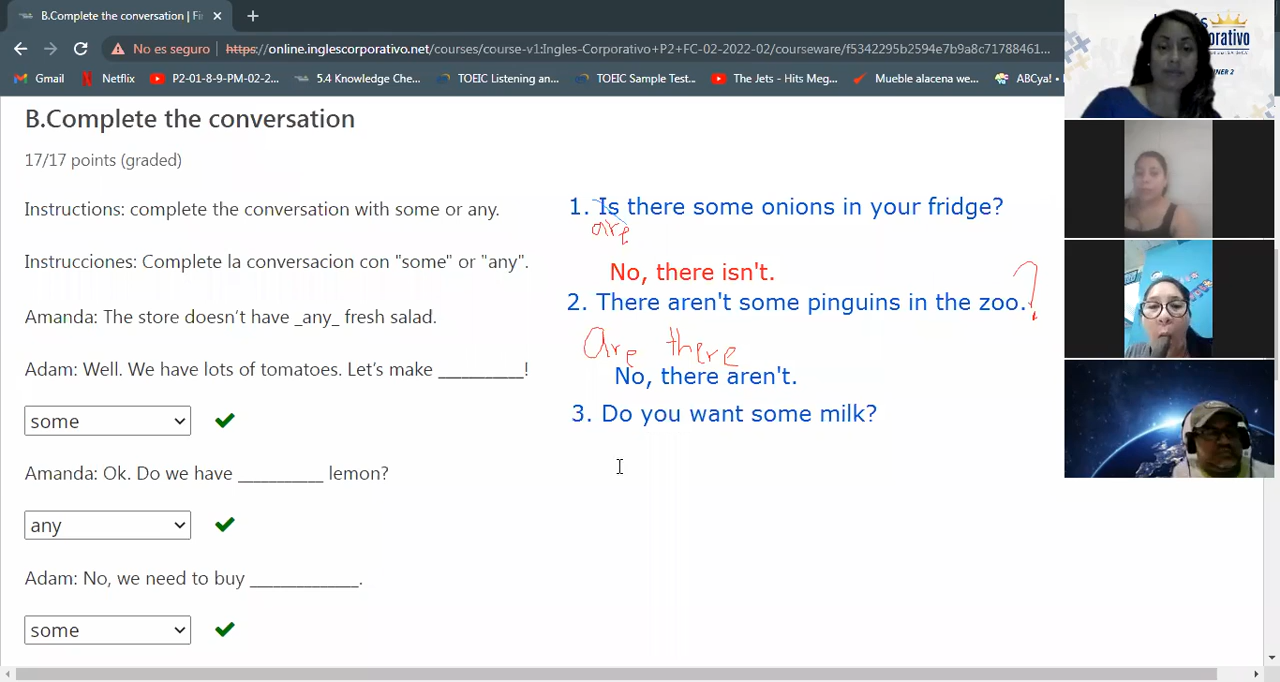 B.Complete the conversation | Fi
No es seguro
https://online.inglescorporativo.net/courses/course-v1:Ingles-Corporativo+P2+FC-02-2022-02/courseware/f5342295b2594e7b9a8c71788461...
Gmail
Netflix
P2-01-8-9-PM-02-2...
5.4 Knowledge Che...
TOEIC Listening an...
TOEIC Sample Test...
The Jets - Hits Meg...
Mueble alacena we...
ABCya! •
B.Complete the conversation
17/17 points (graded)
Instructions: complete the conversation with some or any.
Instrucciones: Complete la conversacion con "some" or "any".
Amanda: The store doesn't have _any_ fresh salad.
Adam: Well. We have lots of tomatoes. Let's make ___________!
some
Amanda: Ok. Do we have ___________ lemon?
any
Adam: No, we need to buy ______________.
some
1. Is there some onions in your fridge?
are
No, there isn't.
2. There aren't some pinguins in the zoo.?
Are there
No, there aren't.
3. Do you want some milk?